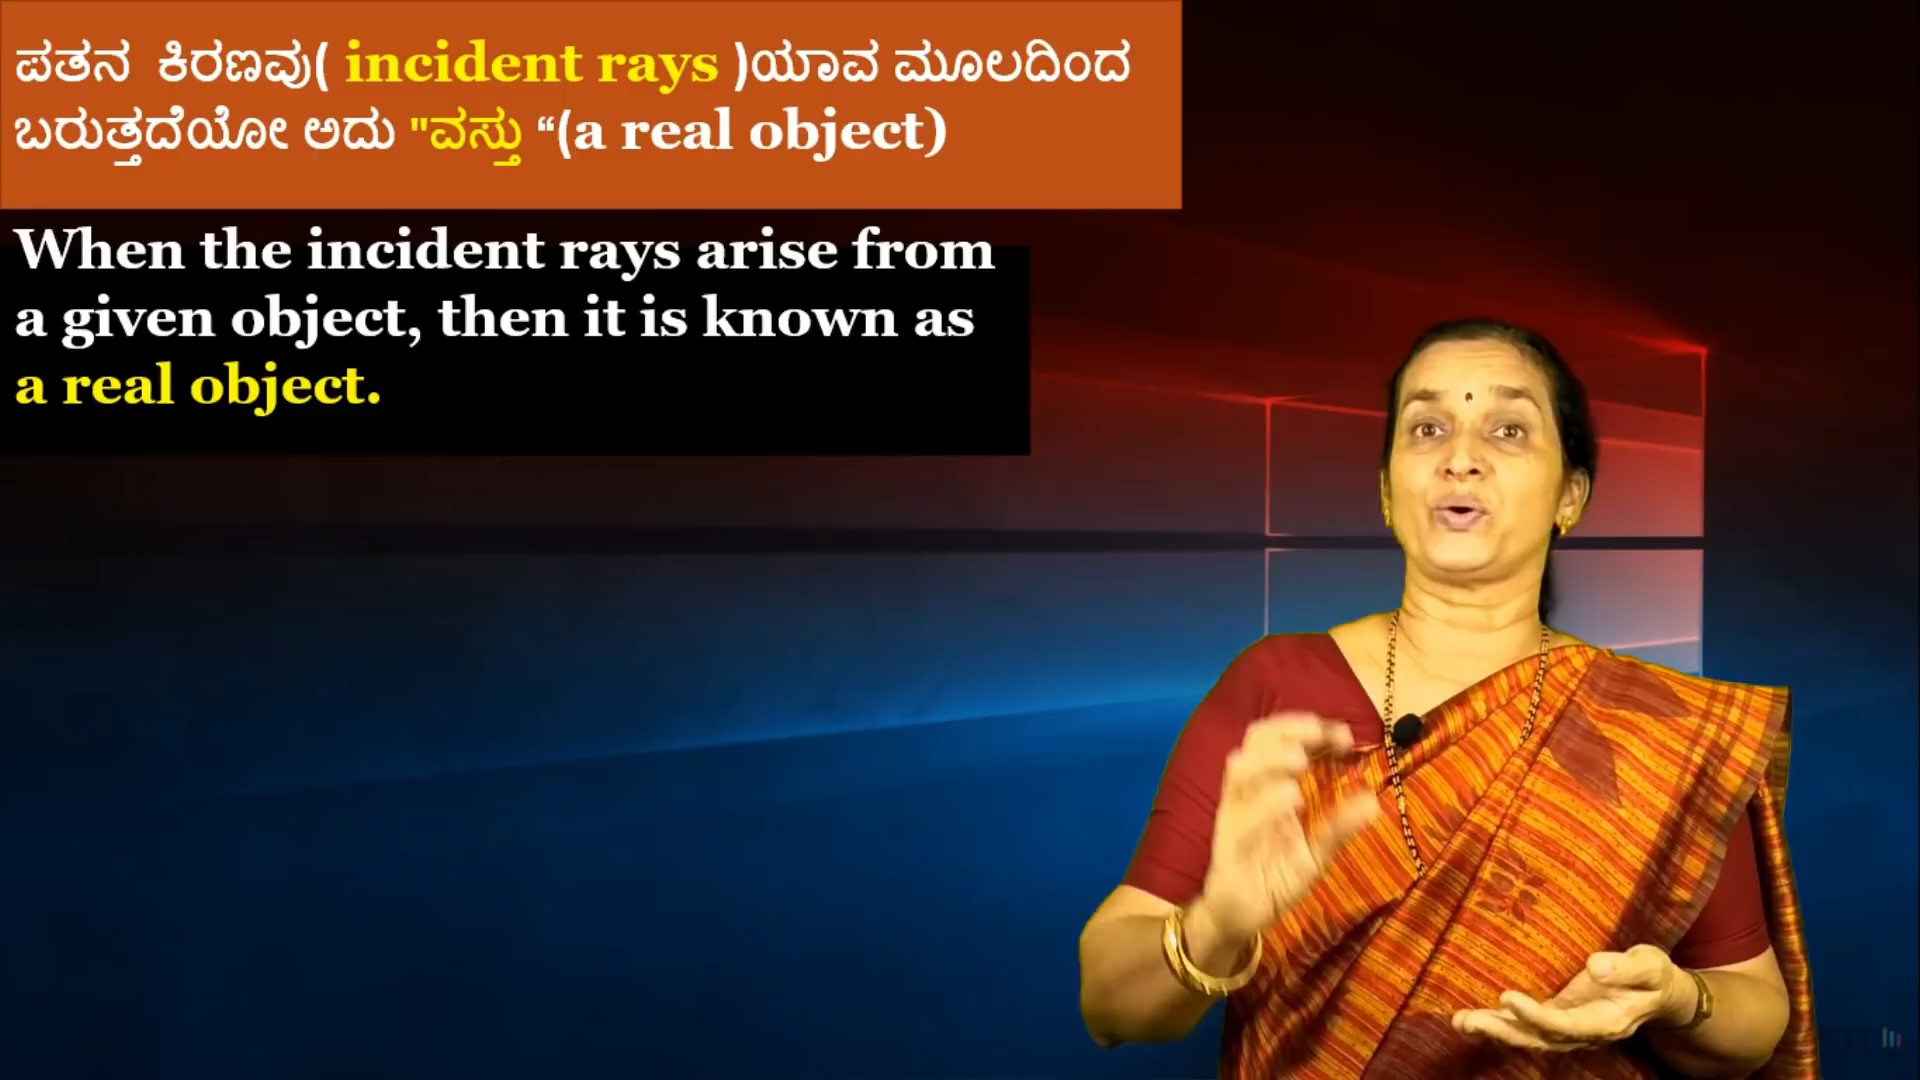 ಪತನ ಕಿರಣವು( incident rays )ಯಾವ ಮೂಲದಿಂದ
ಬರುತ್ತದೆಯೋ ಅದು "ವಸ್ತು “(a real object)
When the incident rays arise from
a given object, then it is known as
a real object.